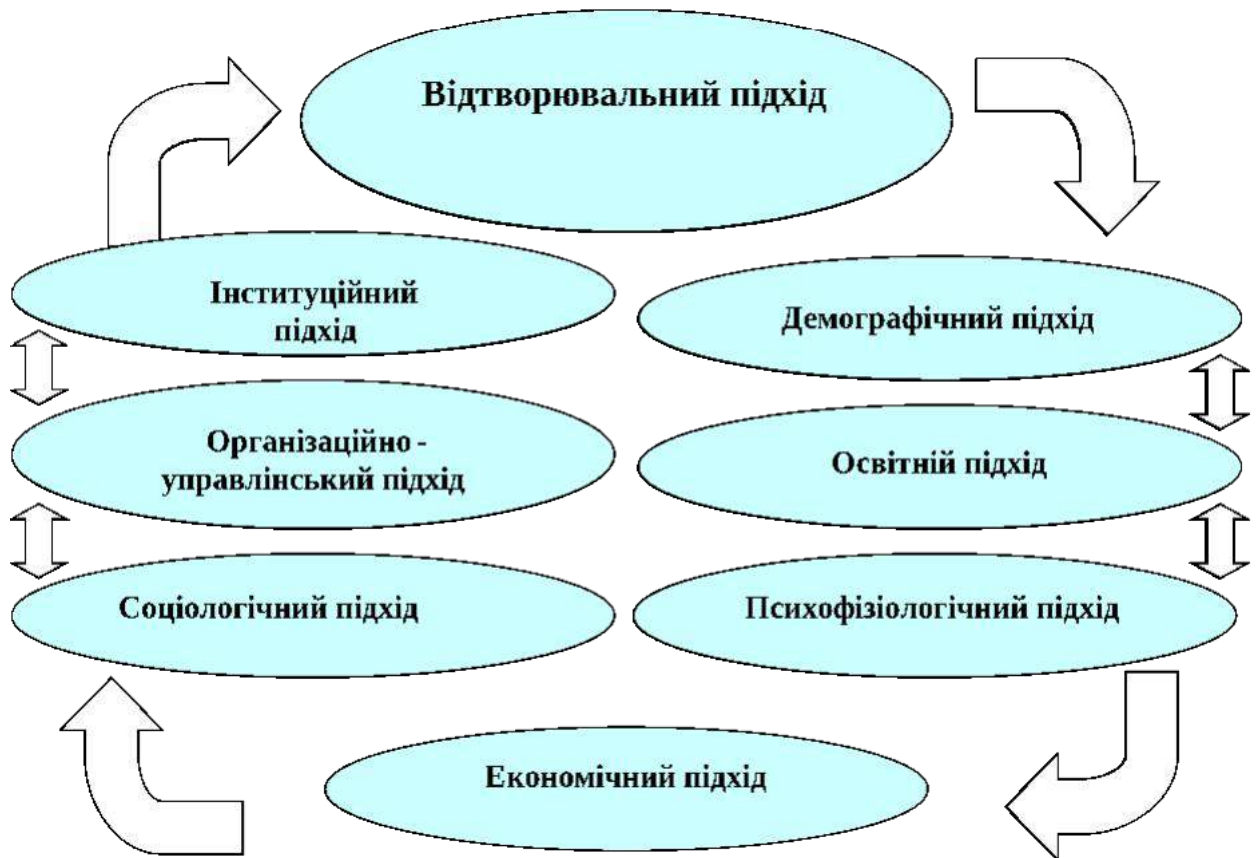 Відтворювальний підхід
Інституційний
підхід
Демографічний підхід
Організаційно -
управлінський підхід
Освітній підхід
Соціологічний підхід
Психофізіологічний підхід
Економічний підхід